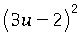 (3u − 2)²